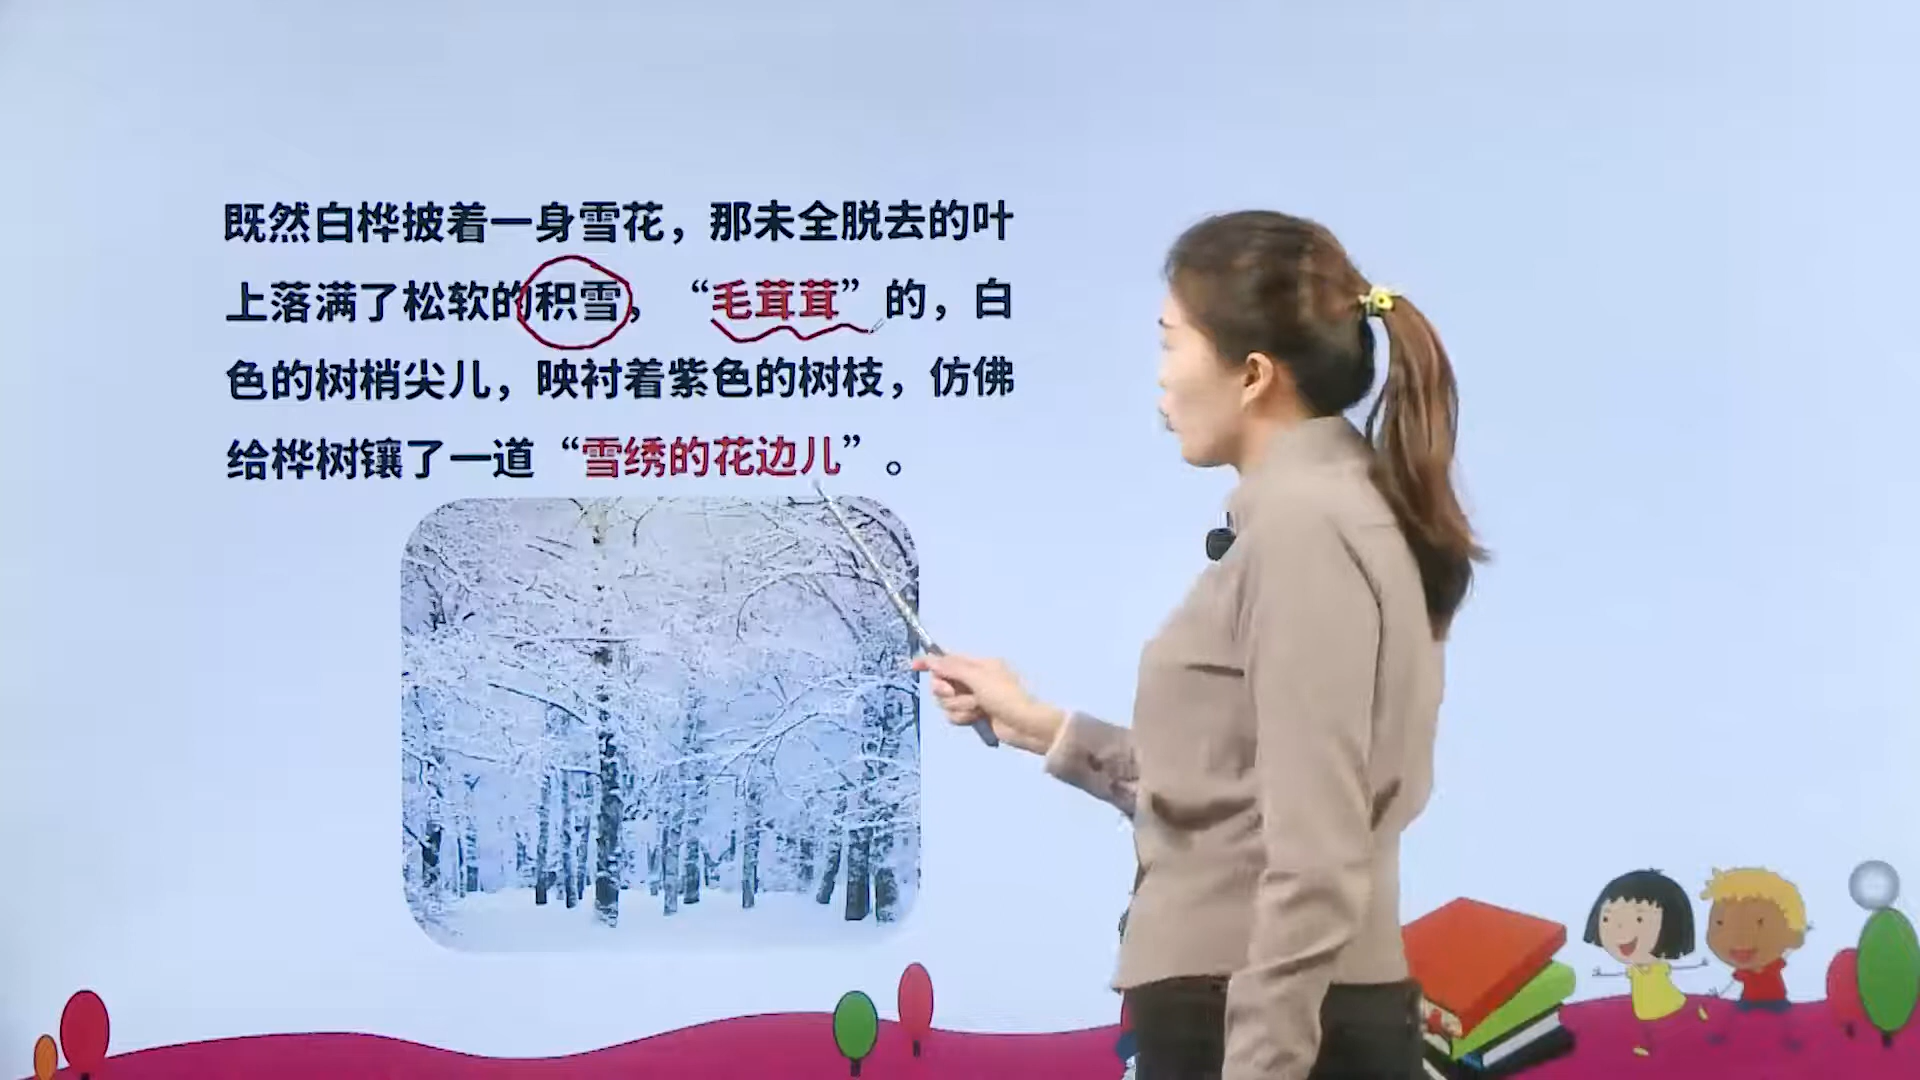 既然白桦披着一身雪花，那未全脱去的叶
上落满了松软的积雪，“毛茸茸”的，白
色的树梢尖儿，映衬着紫色的树枝，仿佛
给桦树镶了一道“雪绣的花边儿”。